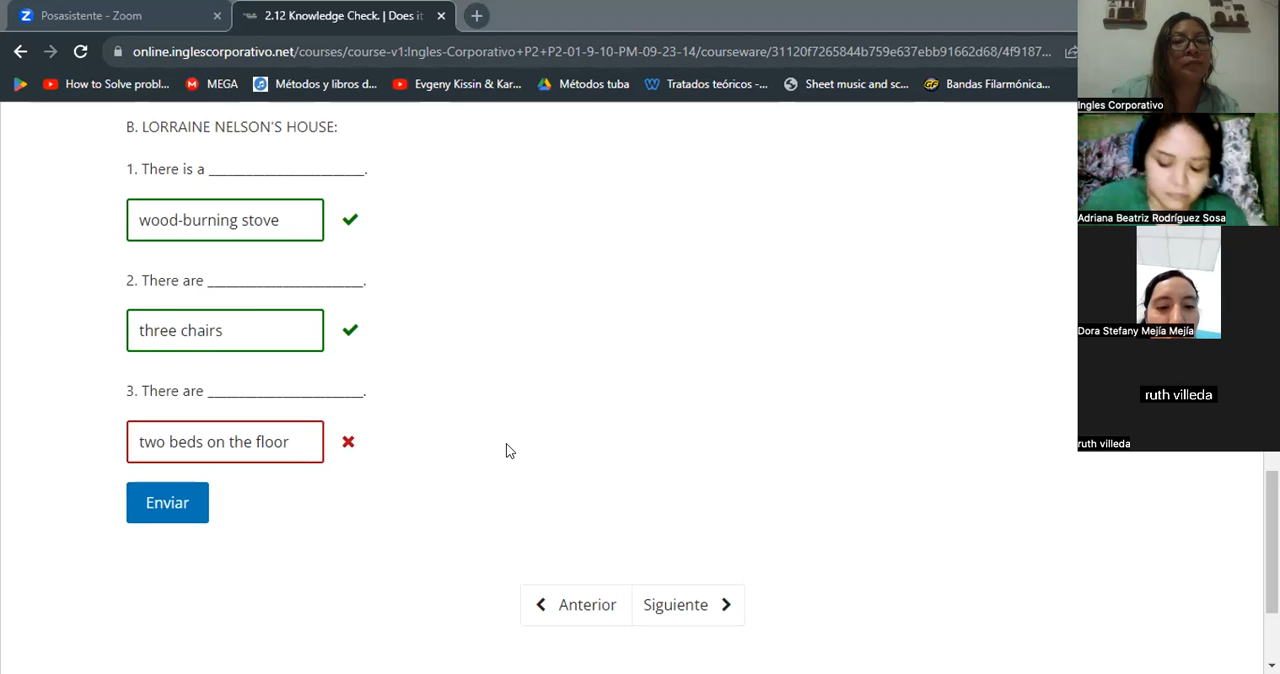 Posasistente - Zoom
2.12 Knowledge Check. | Does it
online.inglescorporativo.net/courses/course-v1:Ingles-Corporativo+P2+P2-01-9-10-PM-09-23-14/courseware/31120f7265844b759e637ebb91662d68/4f9187...
How to Solve probl...
MEGA
Métodos y libros d...
Evgeny Kissin & Kar...
Métodos tuba
Tratados teóricos -...
Sheet music and sc...
Bandas Filarmónica...
B. LORRAINE NELSON'S HOUSE:
1. There is a ______________________.
wood-burning stove
2. There are ______________________.
three chairs
3. There are ______________________.
two beds on the floor
Enviar
Anterior
Siguiente
Ingles Corporativo
Adriana Beatriz Rodríguez Sosa
Dora Stefany Mejía Mejía
ruth villeda
ruth villeda